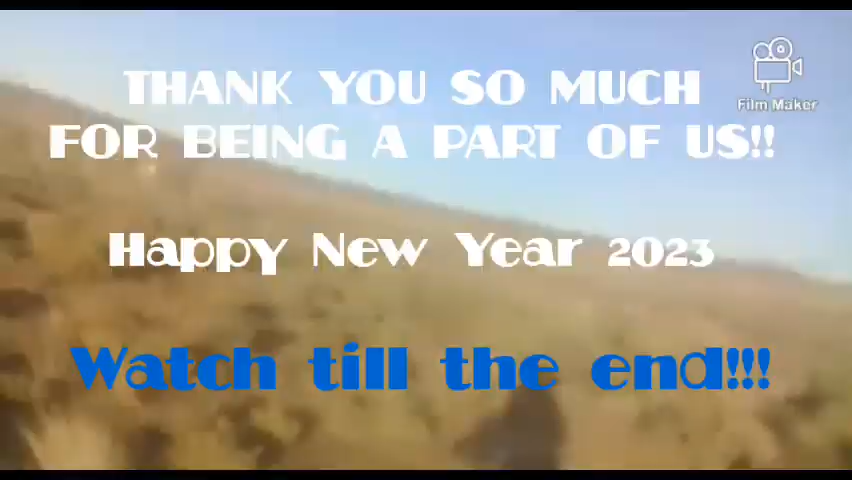 THANK YOU SO MUCH
FOR BEING A PART OF US!!
Film Maker
Happy New Year 2023
Watch till the end!!!